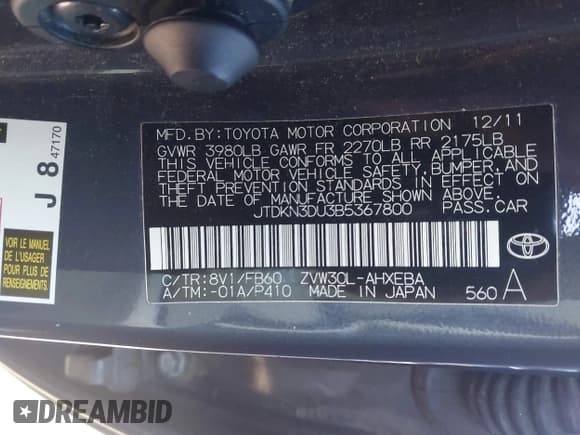 MFD.BY:TOYOTA MOTOR CORPORATION 12/11
GVWR 3980LB GAWR FR 2270LB RR 2175LB
THIS VEHICLE CONFORMS TO ALL APPLICABLE
FEDERAL MOTOR VEHICLE SAFETY,BUMPER,AND
THEFT PREVENTION STANDARDS IN EFFECT ON
THE DATE OF MANUFACTURE SHOWN ABOVE.
JTDKN3DU3B5367800 PASS.CAR
C/TR:8V1/FB60 ZVW30L-AHXEBA
A/TM:-01A/P410 MADE IN JAPAN 560 A
TOYOTA
J 8 47170
VOIR LE MANUEL
DE L'USAGER
POUR PLUS DE
RENSEIGNEMENTS
DREAMBID